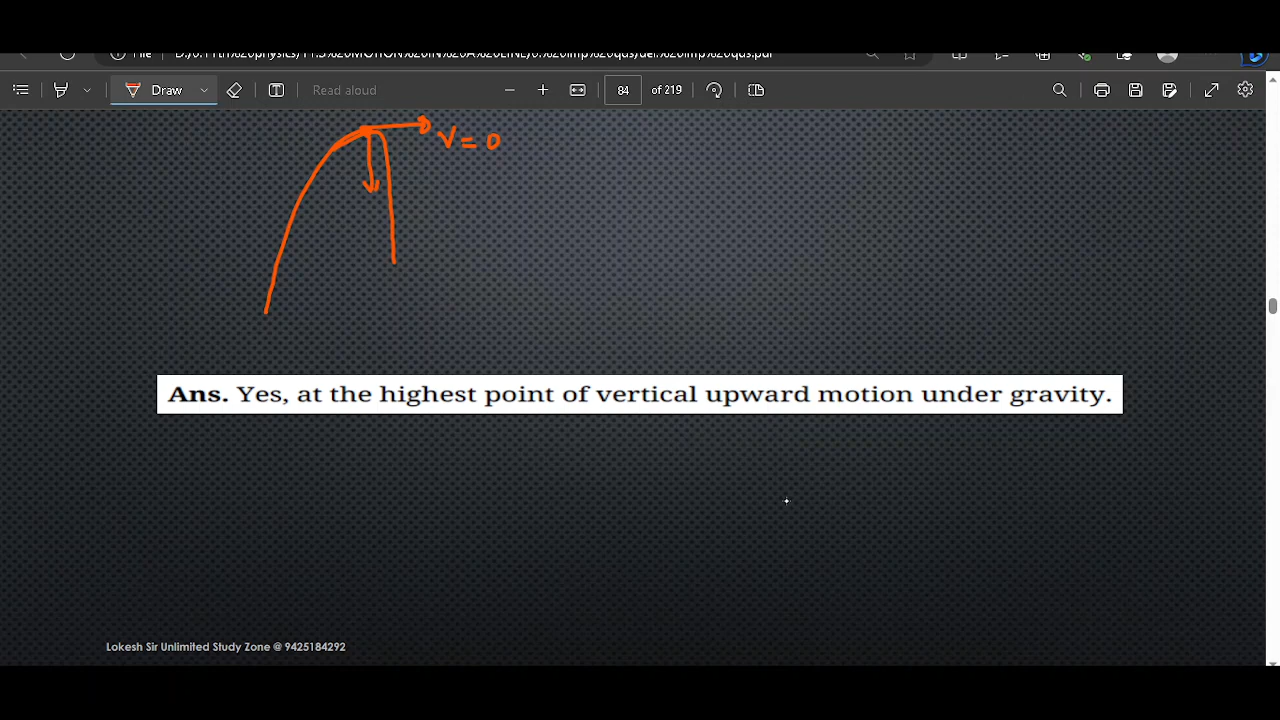 Draw
Read aloud
84 of 219
V = 0
Ans. Yes, at the highest point of vertical upward motion under gravity.
Lokesh Sir Unlimited Study Zone @ 9425184292